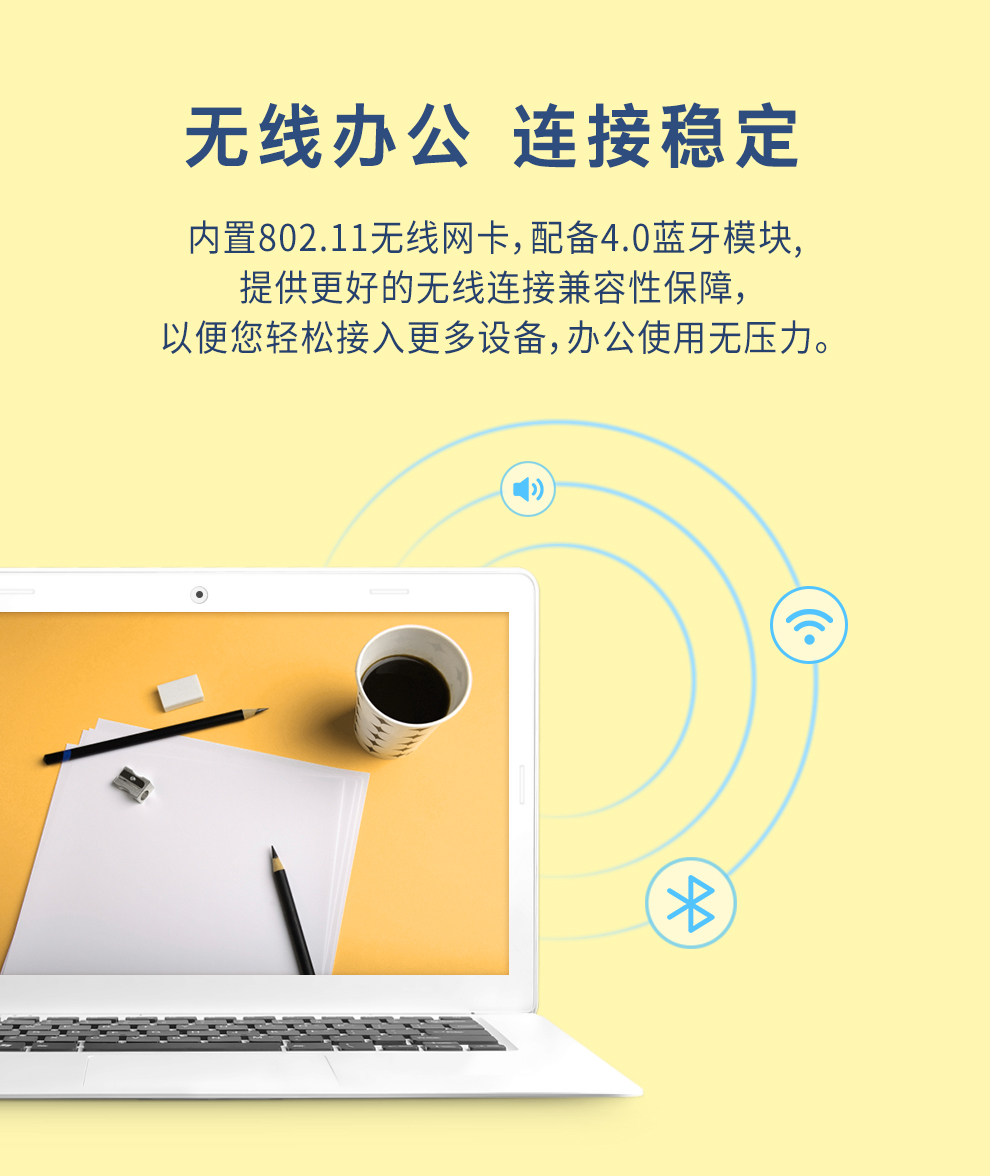 无线办公 连接稳定
内置802.11无线网卡,配备4.0蓝牙模块,
提供更好的无线连接兼容性保障,
以便您轻松接入更多设备,办公使用无压力。